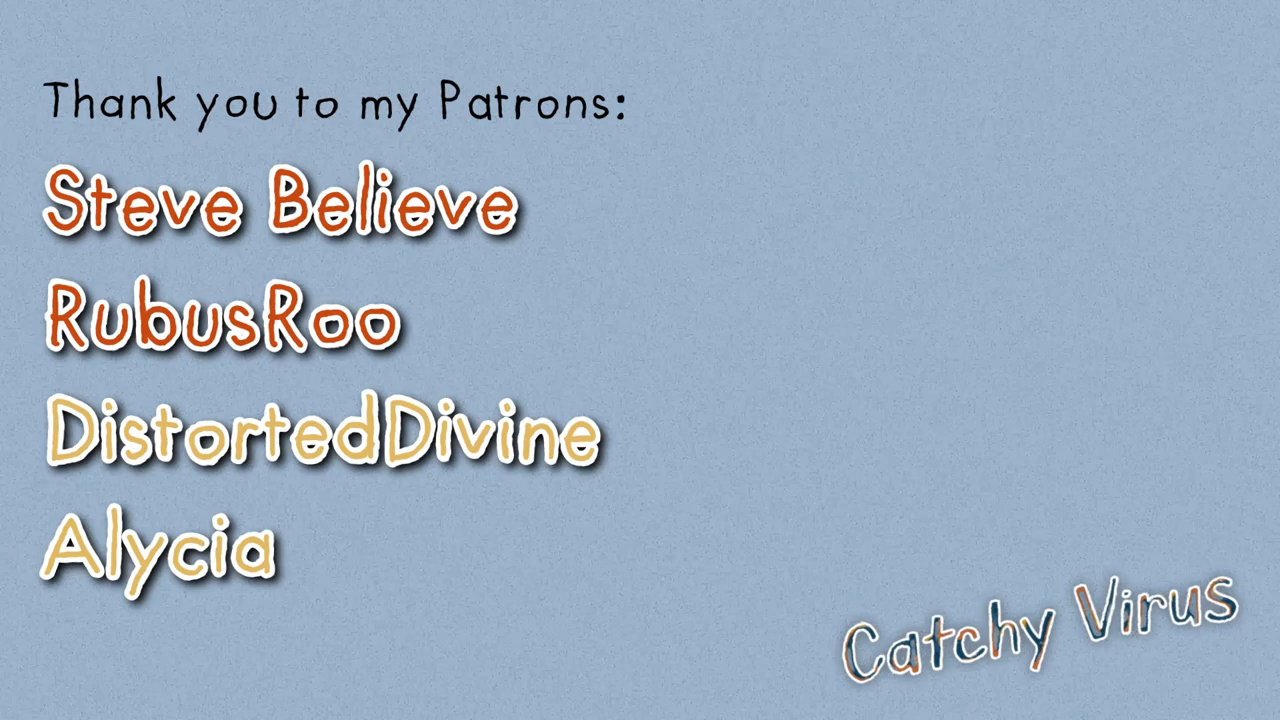 Thank you to my Patrons:
Steve Believe
RubusRoo
DistortedDivine
Alycia
Catchy Virus